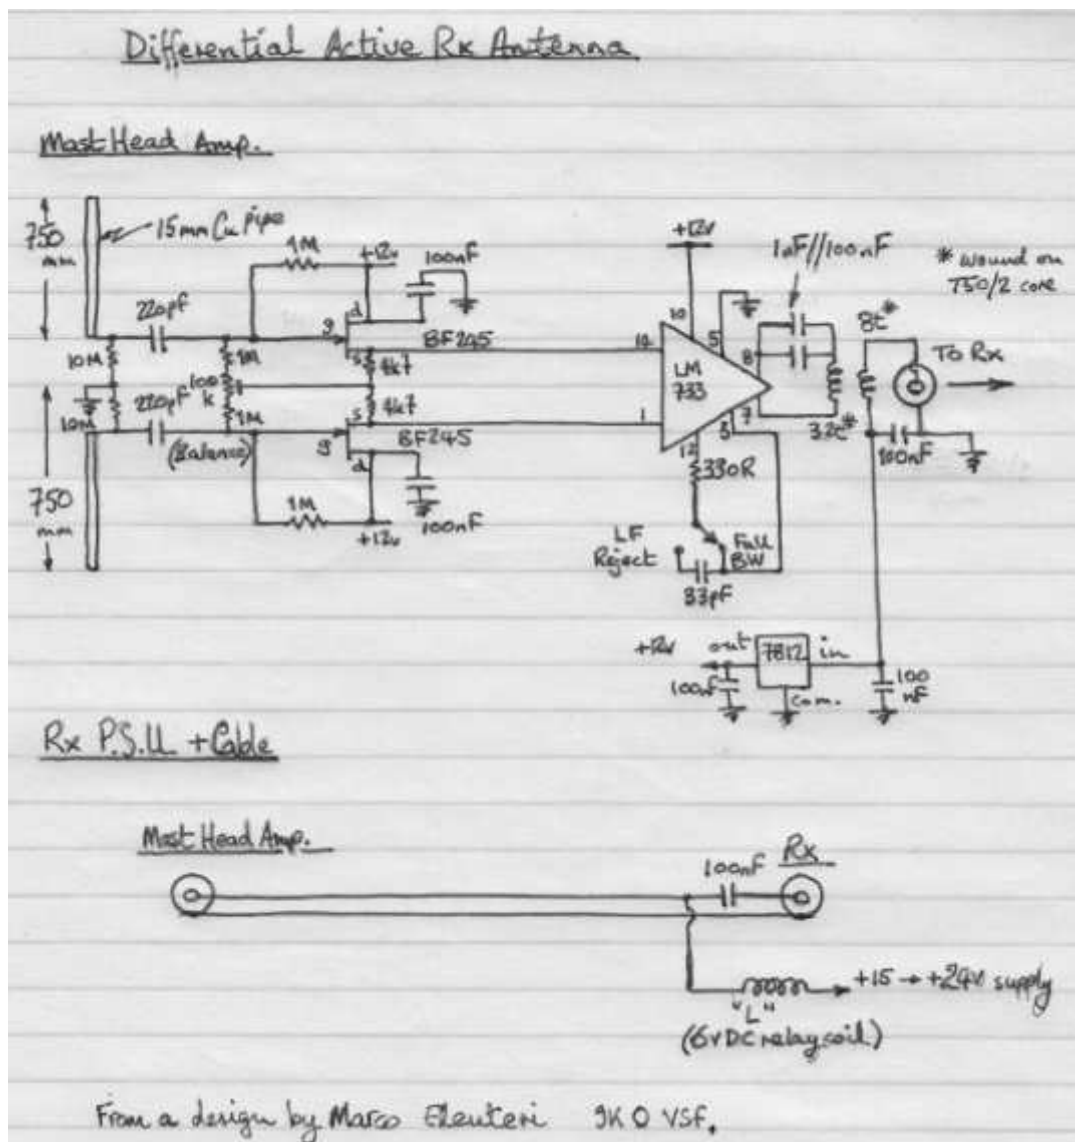 Differential Active Rx Antenna
Mast Head Amp.
750 mm
15mm Cu pipe
1M
+12v
100nF
220pf
g
d
s
BF245
10M
1M
100 k
4k7
10M
220pF
1M
(Balance)
4k7
s
g
d
BF245
750 mm
1M
+12v
100nF
+12v
10
5
LM 733
1
8
7
12
3
330R
LF Reject
Full BW
33pF
1nF//100nF
* wound on T50/2 core
8t*
32t*
To Rx
100nF
+12v
out
7812
in
com.
100nF
100 nF
Rx P.S.U. + Cable
Mast Head Amp.
100nF
Rx
"L"
(6v DC relay coil)
+15 → +24v supply
From a design by Marco Eleuteri IK0VSF.